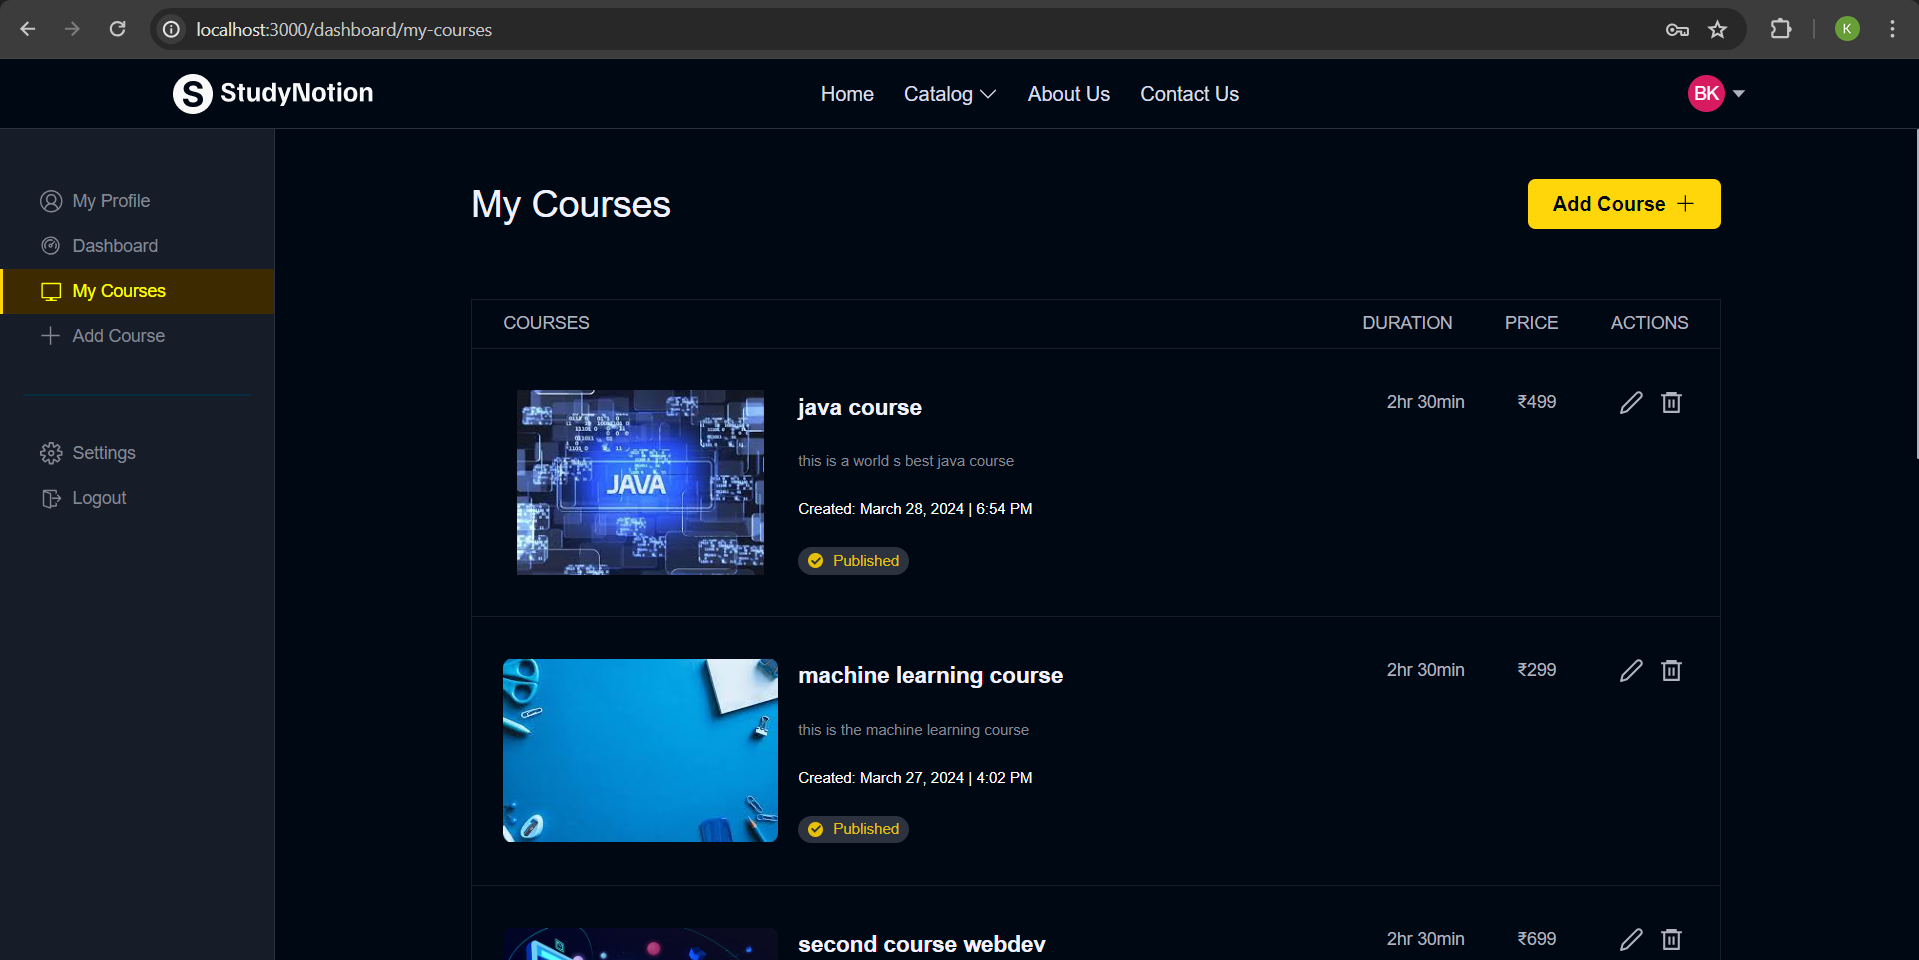 localhost:3000/dashboard/my-courses
K
S StudyNotion
Home
Catalog
About Us
Contact Us
BK
My Profile
Dashboard
My Courses
Add Course
Settings
Logout
My Courses
Add Course
COURSES
DURATION
PRICE
ACTIONS
JAVA
java course
this is a world s best java course
Created: March 28, 2024 | 6:54 PM
Published
2hr 30min
₹499
machine learning course
this is the machine learning course
Created: March 27, 2024 | 4:02 PM
Published
2hr 30min
₹299
second course webdev
2hr 30min
₹699